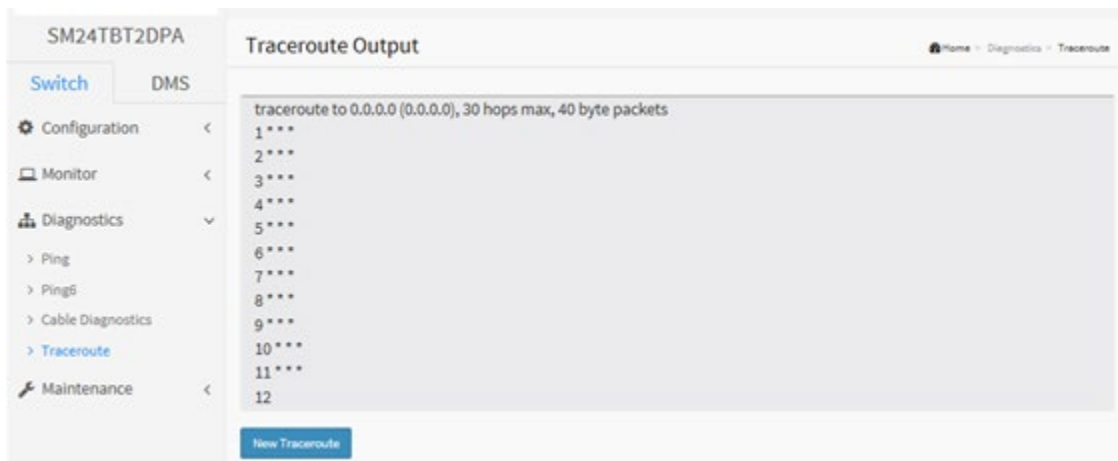 SM24TBT2DPA
Switch DMS
Configuration
Monitor
Diagnostics
Ping
Ping6
Cable Diagnostics
Traceroute
Maintenance
Traceroute Output
Home > Diagnostics > Traceroute
traceroute to 0.0.0.0 (0.0.0.0), 30 hops max, 40 byte packets
1 * * *
2 * * *
3 * * *
4 * * *
5 * * *
6 * * *
7 * * *
8 * * *
9 * * *
10 * * *
11 * * *
12
New Traceroute